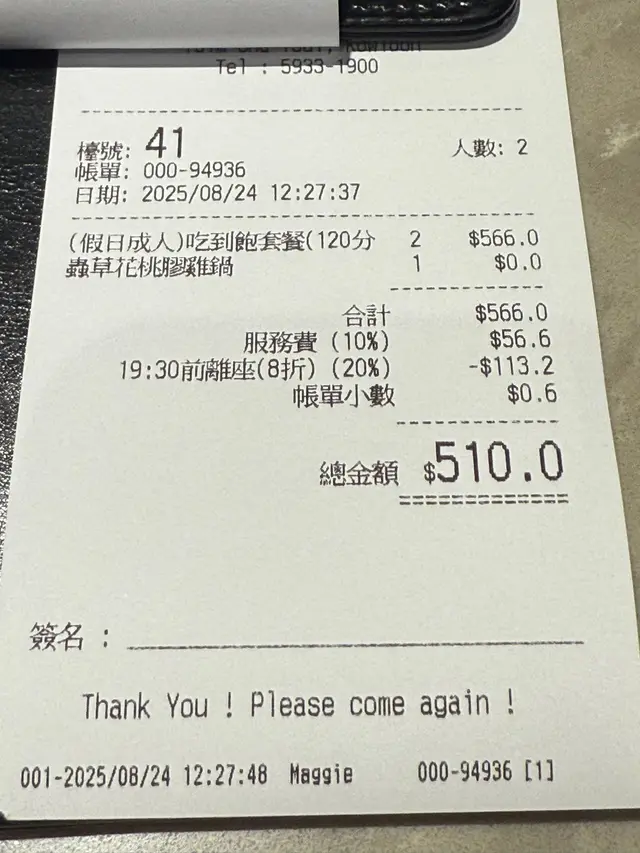 Tel : 5933-1900
檯號: 41 人數: 2
帳單: 000-94936
日期: 2025/08/24 12:27:37
(假日成人)吃到飽套餐(120分 2 $566.0
蟲草花桃膠雞鍋 1 $0.0
合計 $566.0
服務費 (10%) $56.6
19:30前離座(8折) (20%) -$113.2
帳單小數 $0.6
總金額 $510.0
簽名 :
Thank You ! Please come again !
001-2025/08/24 12:27:48 Maggie 000-94936 [1]